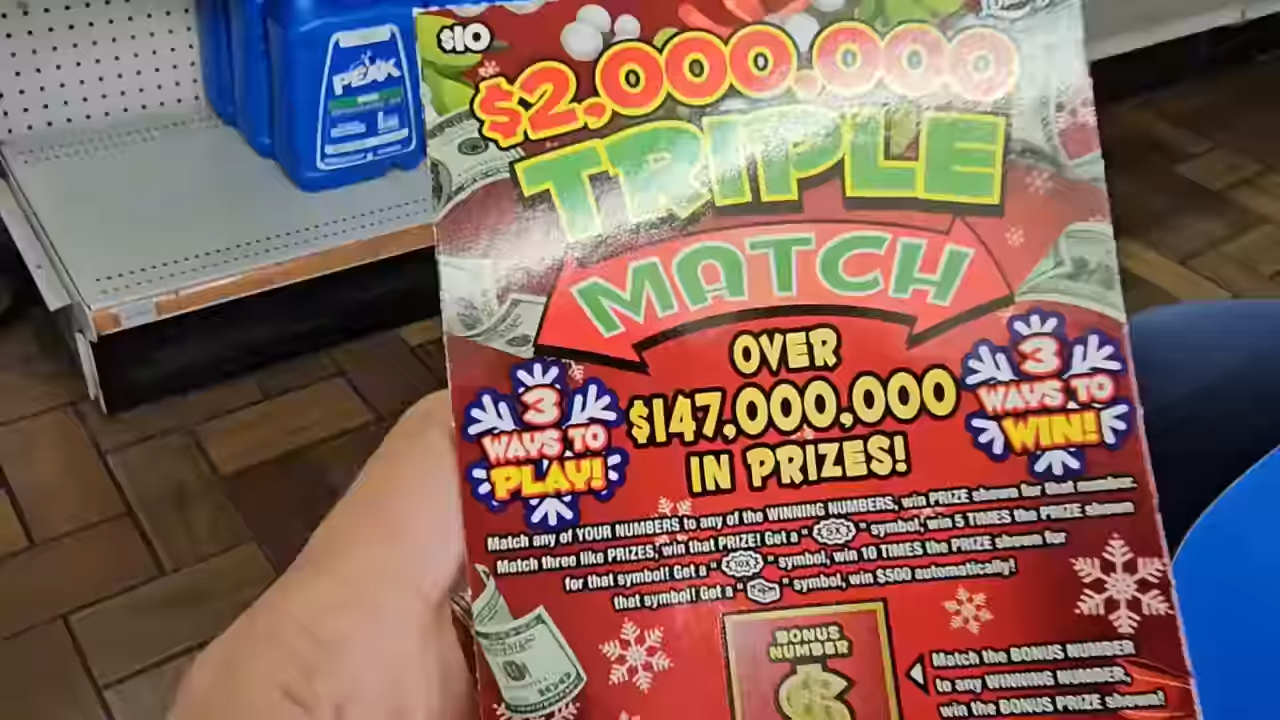 PEAK
$10
$2,000,000
TRIPLE
MATCH
OVER
$147,000,000
IN PRIZES!
3
WAYS TO
PLAY!
3
WAYS TO
WIN!
Match any of YOUR NUMBERS to any of the WINNING NUMBERS, win PRIZE shown for that number.
Match three like PRIZES, win that PRIZE! Get a " 5X " symbol, win 5 TIMES the PRIZE shown
for that symbol! Get a " 10X " symbol, win 10 TIMES the PRIZE shown for
that symbol! Get a " " symbol, win $500 automatically!
BONUS
NUMBER
$
Match the BONUS NUMBER
to any WINNING NUMBER,
win the BONUS PRIZE shown!